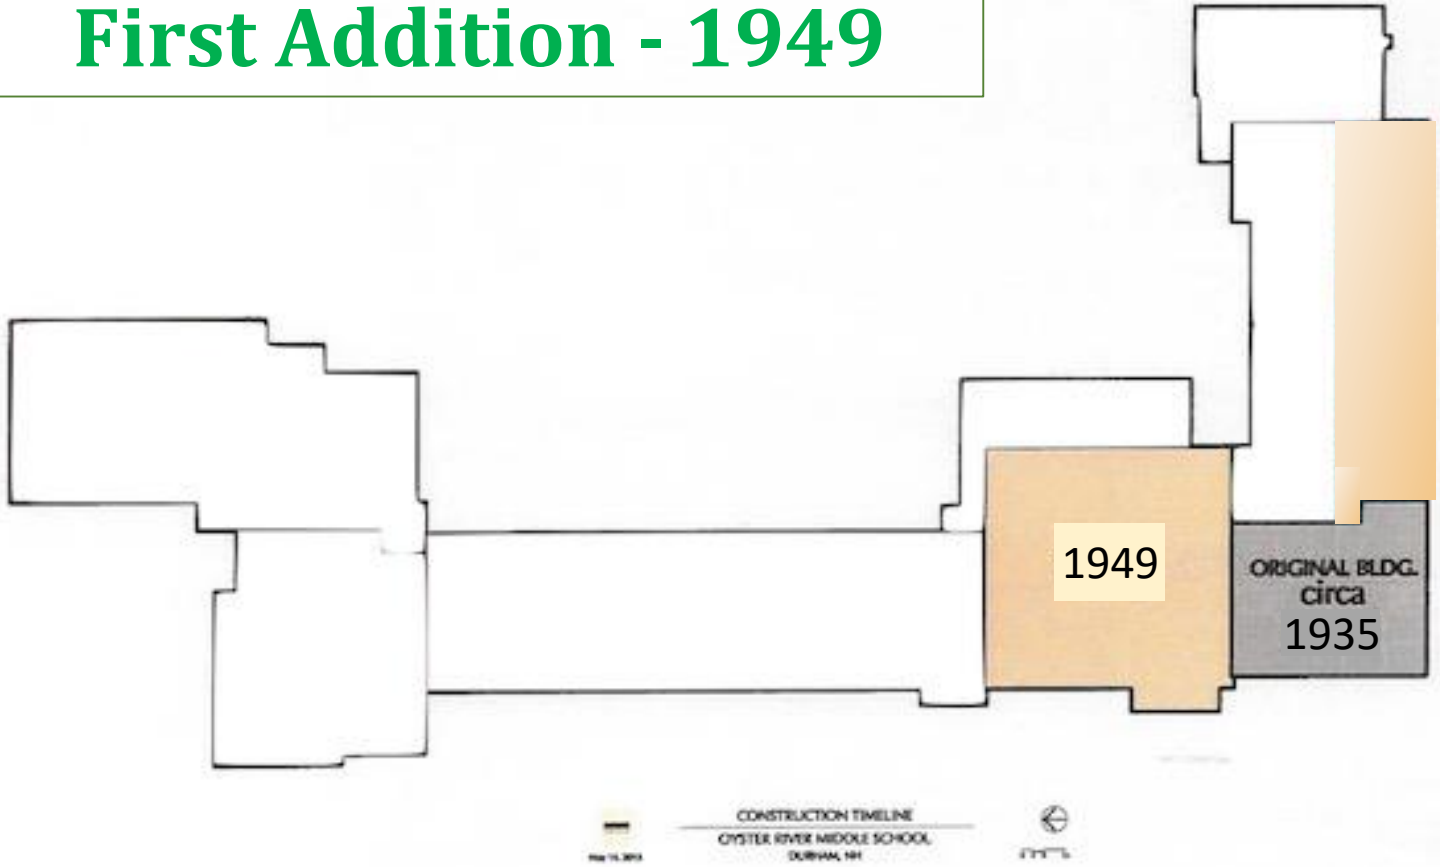 First Addition - 1949
1949
ORIGINAL BLDG.
circa
1935
CONSTRUCTION TIMELINE
OYSTER RIVER MIDDLE SCHOOL
DURHAM, NH